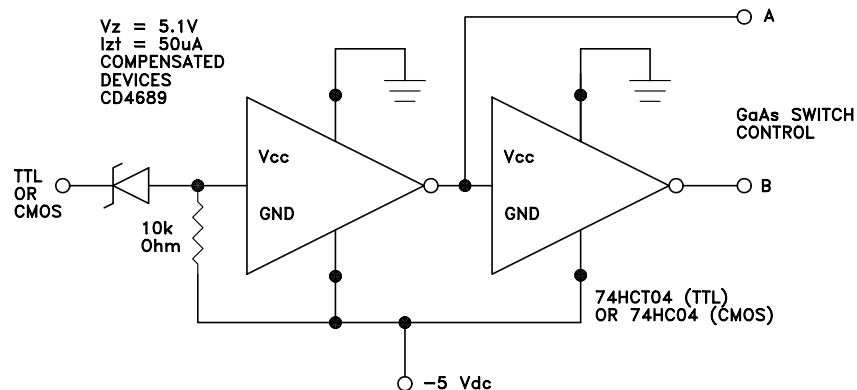 Vz = 5.1V
Izt = 50uA
COMPENSATED
DEVICES
CD4689
A
GaAs SWITCH
CONTROL
Vcc
Vcc
TTL
OR
CMOS
B
GND
GND
10k
Ohm
74HCT04 (TTL)
OR 74HC04 (CMOS)
-5 Vdc